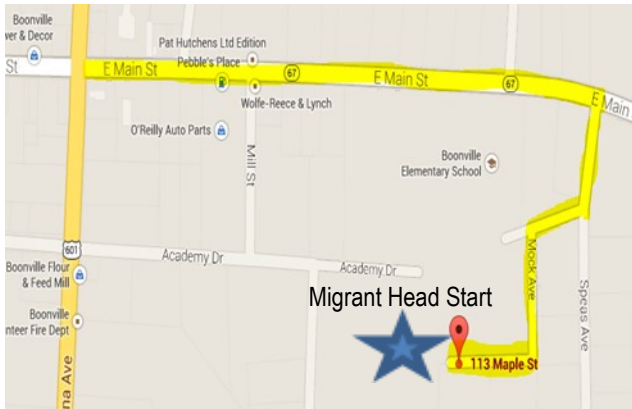 Boonville
ver & Decor
St
E Main St
Pat Hutchens Ltd Edition
Pebble's Place
67
E Main St
67
E Main
Wolfe-Reece & Lynch
O'Reilly Auto Parts
Mill St
Boonville
Elementary School
601
Academy Dr
Academy Dr
Mock Ave
Speas Ave
Boonville Flour
& Feed Mill
Boonville
nteer Fire Dept
na Ave
Migrant Head Start
113 Maple St